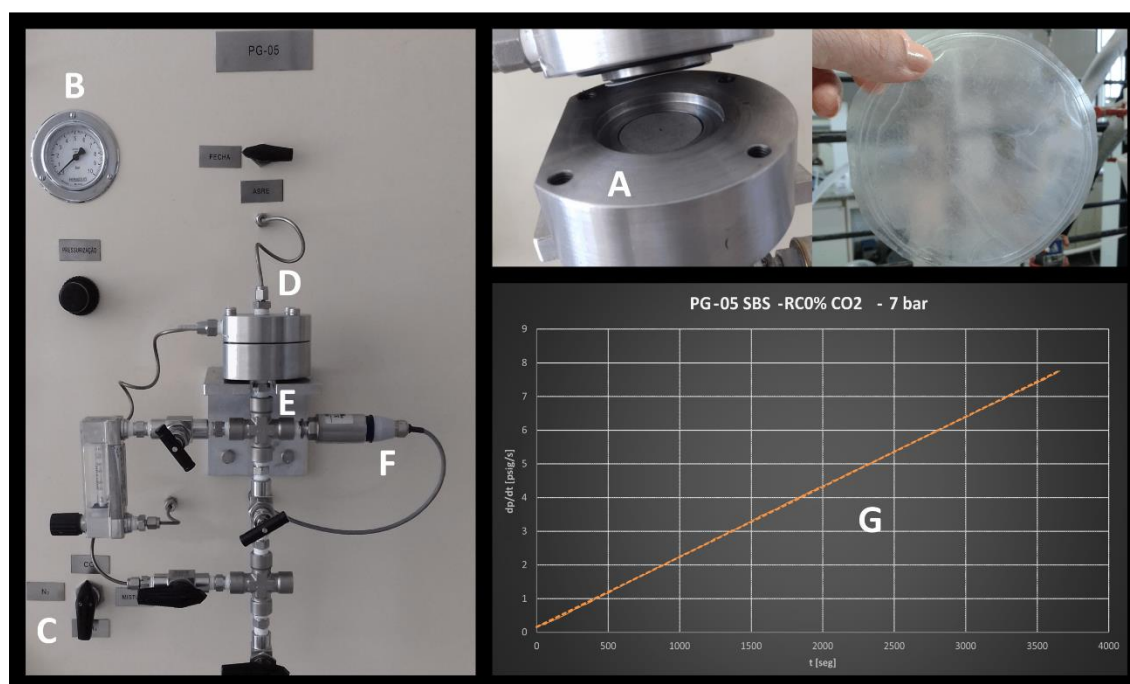 PG-05
B
FECHA
ABRE
PRESSURIZAÇÃO
D
E
F
N₂
C
A
PG-05 SBS -RC0% CO2 - 7 bar
dp/dt [psig/s]
9
8
7
6
5
4
3
2
1
0
G
0 500 1000 1500 2000 2500 3000 3500 4000
t [seg]